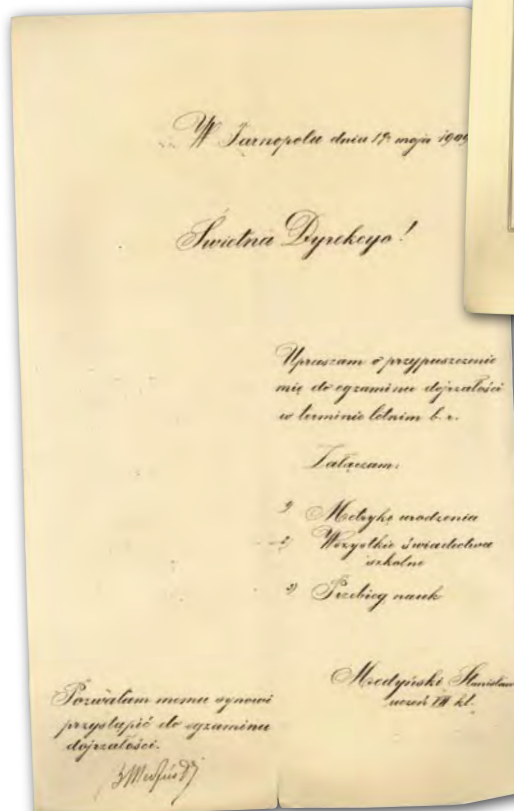 W Tarnopolu dnia 17 maja 1909
Świetna Dyrekcyo!
Upraszam o przypuszczenie
mię do egzaminu dojrzałości
w terminie letnim b. r.
Załączam:
1) Metrykę urodzenia
2) Wszystkie świadectwa
szkolne
3) Przebieg nauk
Medyński Stanisław
uczeń VIII kl.
Pozwalam memu synowi
przystąpić do egzaminu
dojrzałości.